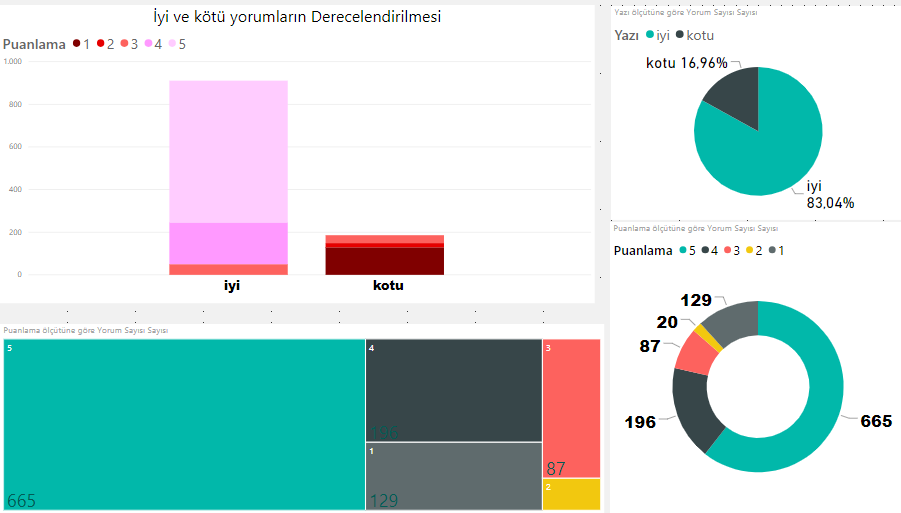 İyi ve kötü yorumların Derecelendirilmesi
Puanlama 1 2 3 4 5
1.000
800
600
400
200
0
iyi kotu
Yazı ölçütüne göre Yorum Sayısı Sayısı
Yazı iyi kotu
kotu 16,96%
iyi
83,04%
Puanlama ölçütüne göre Yorum Sayısı Sayısı
5
665
4
196
1
129
3
87
2
Puanlama ölçütüne göre Yorum Sayısı Sayısı
Puanlama 5 4 3 2 1
129
20
87
196
665